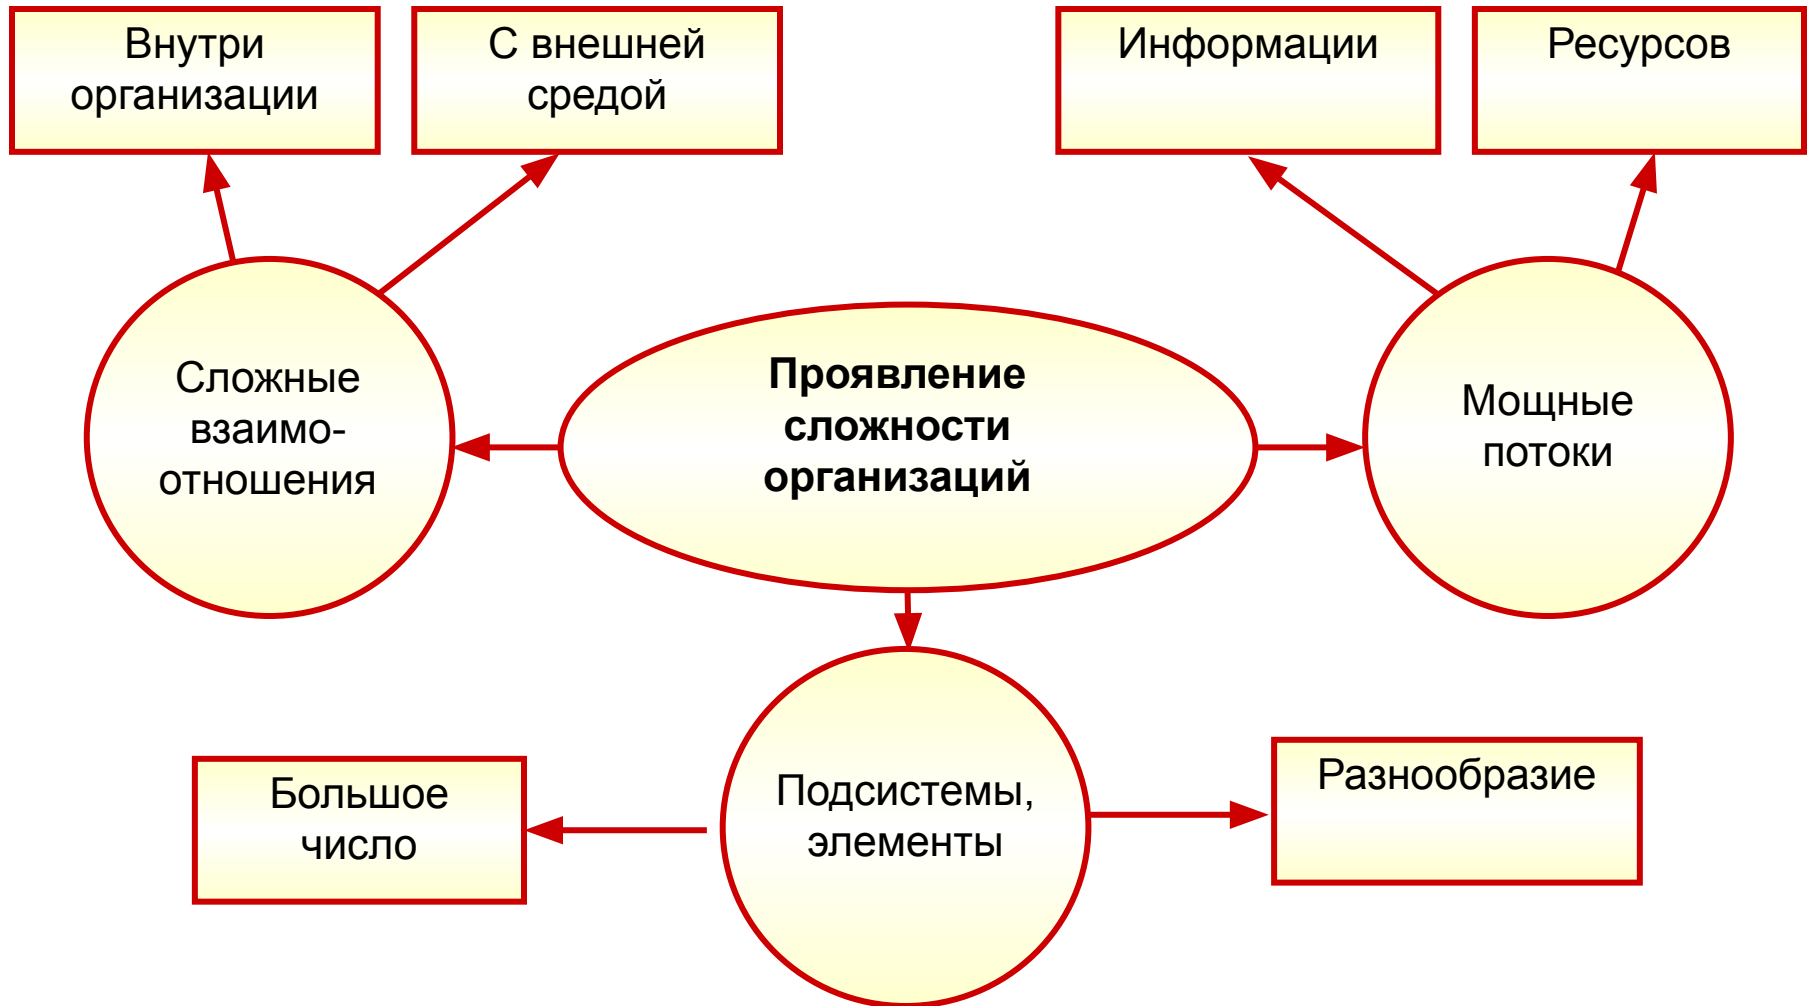 Внутри
организации
С внешней
средой
Информации
Ресурсов
Сложные
взаимо-
отношения
Проявление
сложности
организаций
Мощные
потоки
Большое
число
Подсистемы,
элементы
Разнообразие